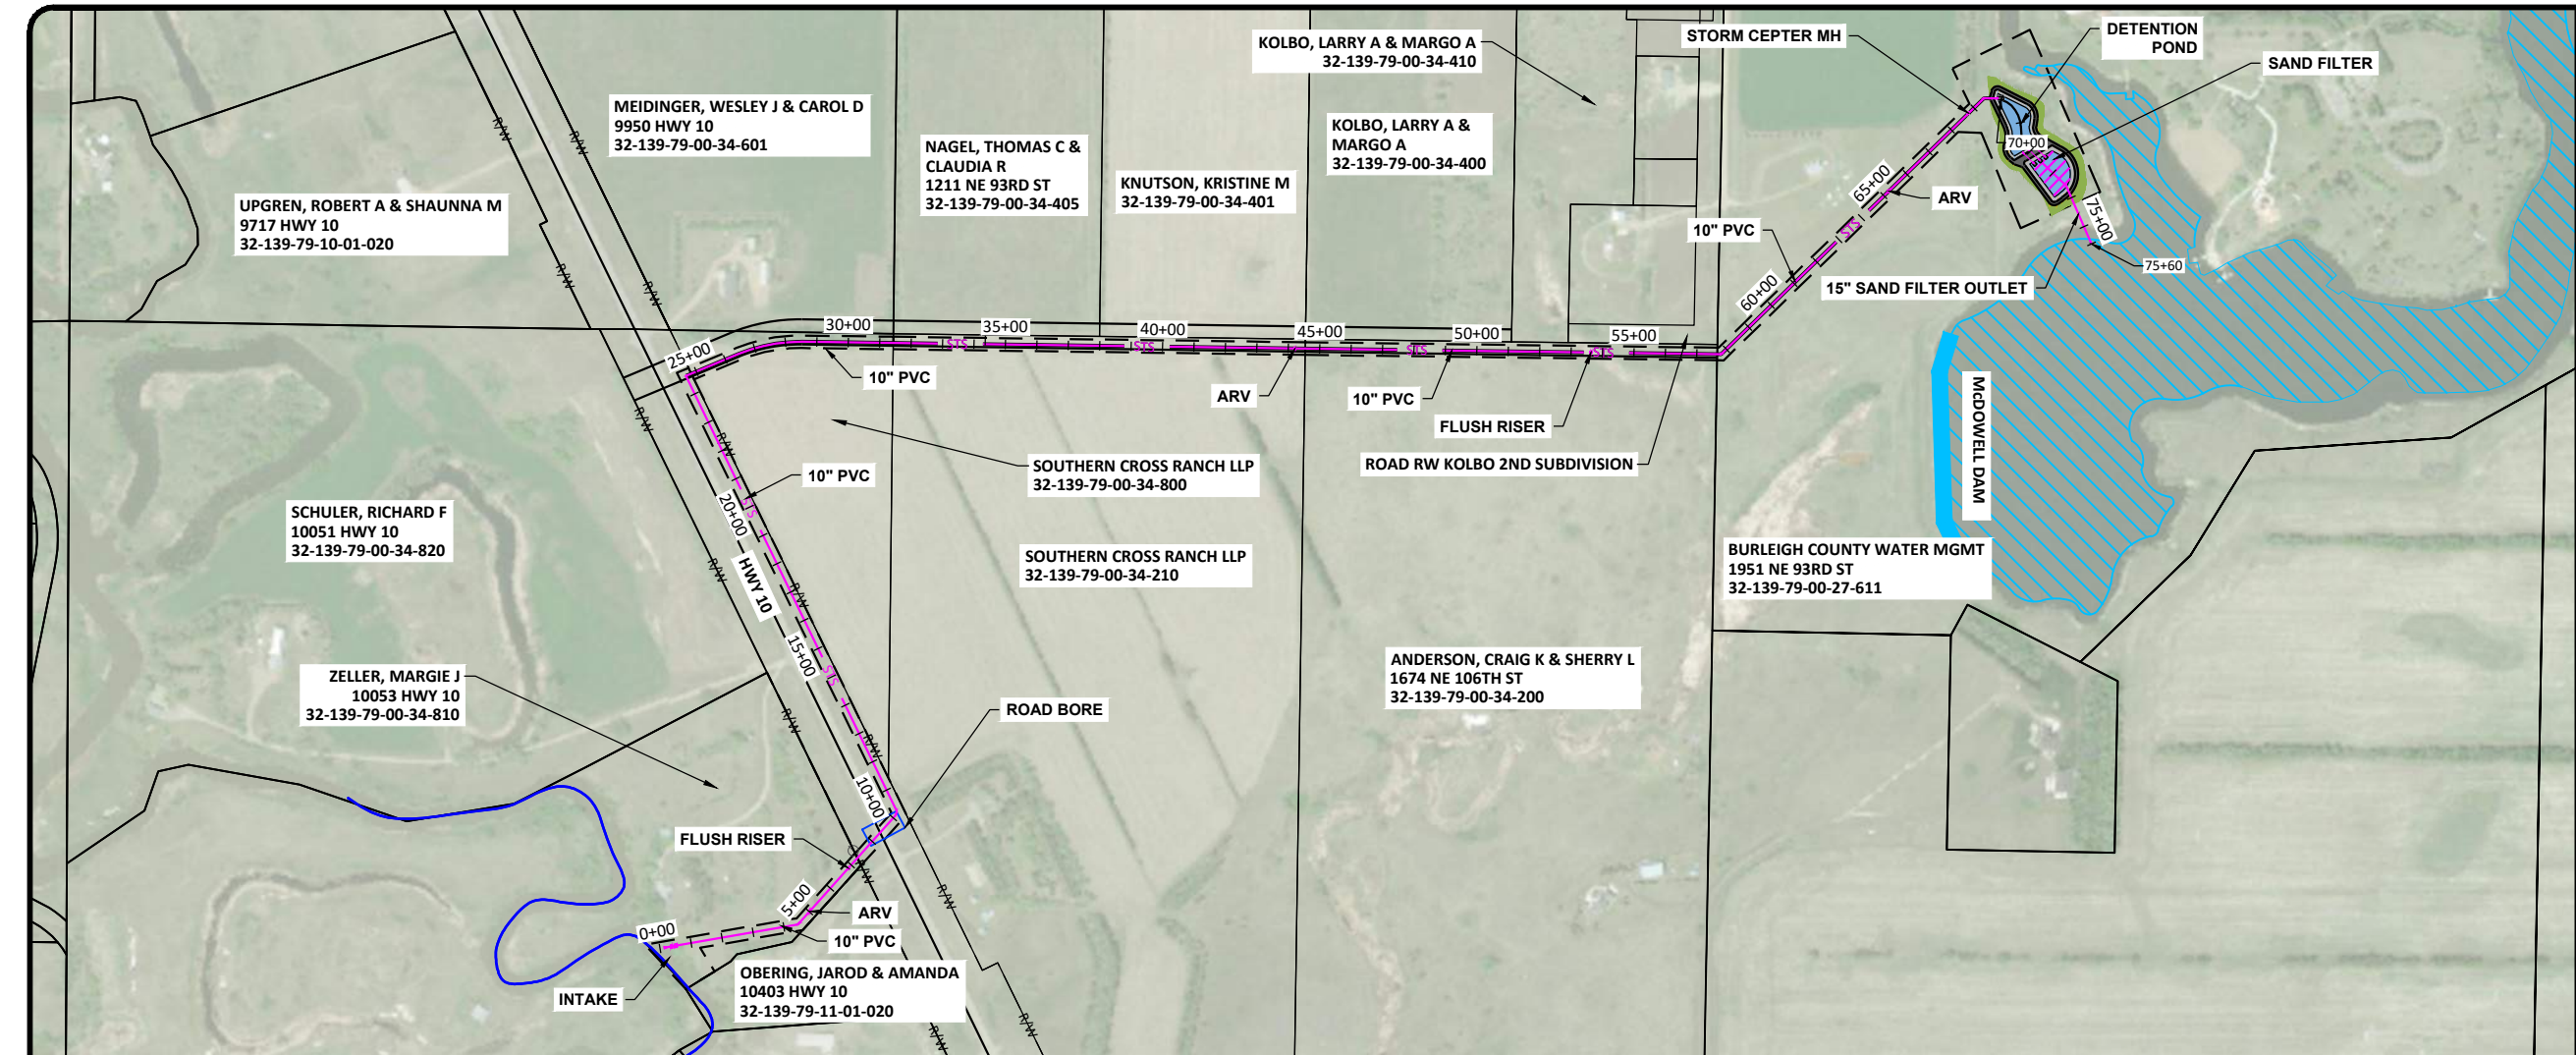 KOLBO, LARRY A & MARGO A
32-139-79-00-34-410
STORM CEPTER MH
DETENTION
POND
SAND FILTER
MEIDINGER, WESLEY J & CAROL D
9950 HWY 10
32-139-79-00-34-601
NAGEL, THOMAS C &
CLAUDIA R
1211 NE 93RD ST
32-139-79-00-34-405
KNUTSON, KRISTINE M
32-139-79-00-34-401
KOLBO, LARRY A &
MARGO A
32-139-79-00-34-400
UPGREN, ROBERT A & SHAUNNA M
9717 HWY 10
32-139-79-10-01-020
R/W
R/W
R/W
R/W
70+00
65+00
ARV
STS
10" PVC
75+00
75+60
60+00
15" SAND FILTER OUTLET
25+00
30+00
35+00
40+00
45+00
50+00
55+00
STS
STS
STS
STS
10" PVC
ARV
10" PVC
FLUSH RISER
ROAD RW KOLBO 2ND SUBDIVISION
McDOWELL DAM
R/W
R/W
10" PVC
SOUTHERN CROSS RANCH LLP
32-139-79-00-34-800
STS
20+00
SCHULER, RICHARD F
10051 HWY 10
32-139-79-00-34-820
R/W
HWY 10
R/W
SOUTHERN CROSS RANCH LLP
32-139-79-00-34-210
BURLEIGH COUNTY WATER MGMT
1951 NE 93RD ST
32-139-79-00-27-611
15+00
STS
ZELLER, MARGIE J
10053 HWY 10
32-139-79-00-34-810
ANDERSON, CRAIG K & SHERRY L
1674 NE 106TH ST
32-139-79-00-34-200
R/W
R/W
ROAD BORE
10+00
FLUSH RISER
R/W
R/W
5+00
ARV
0+00
10" PVC
INTAKE
OBERING, JAROD & AMANDA
10403 HWY 10
32-139-79-11-01-020
R/W
R/W